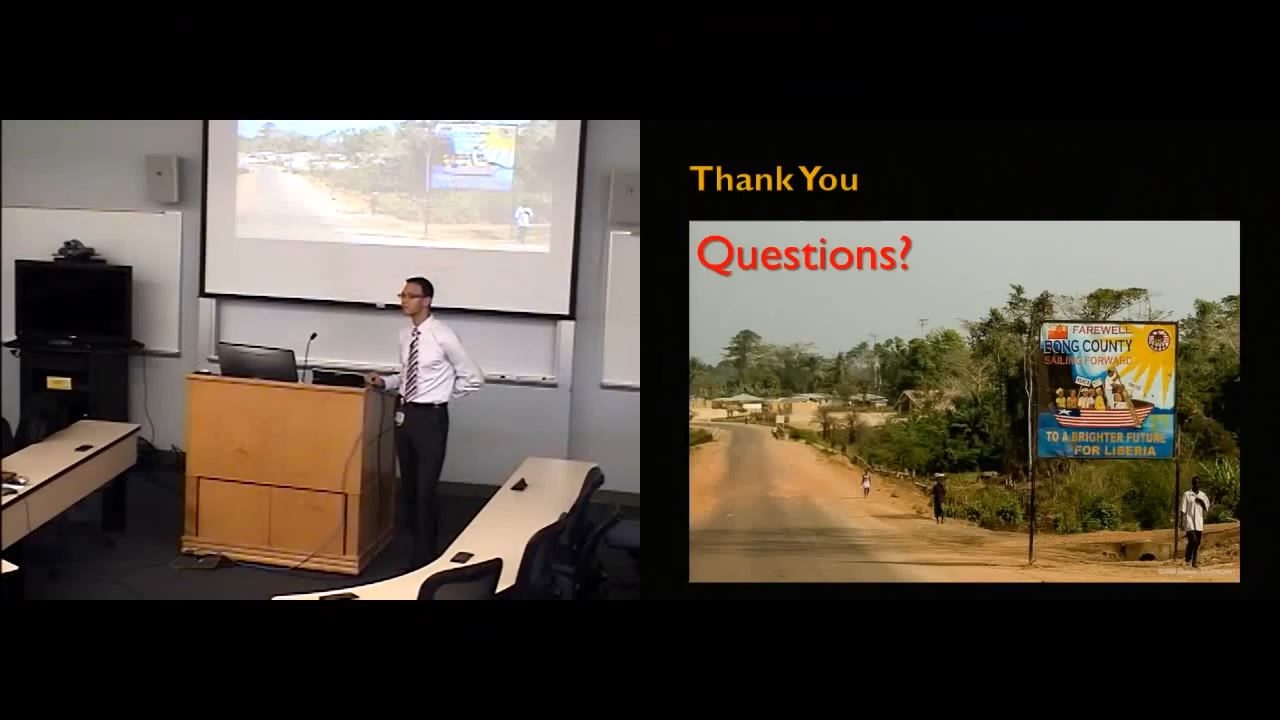 Thank You
Questions?
FAREWELL
BONG COUNTY
SAILING FORWARD
TO A BRIGHTER FUTURE
FOR LIBERIA